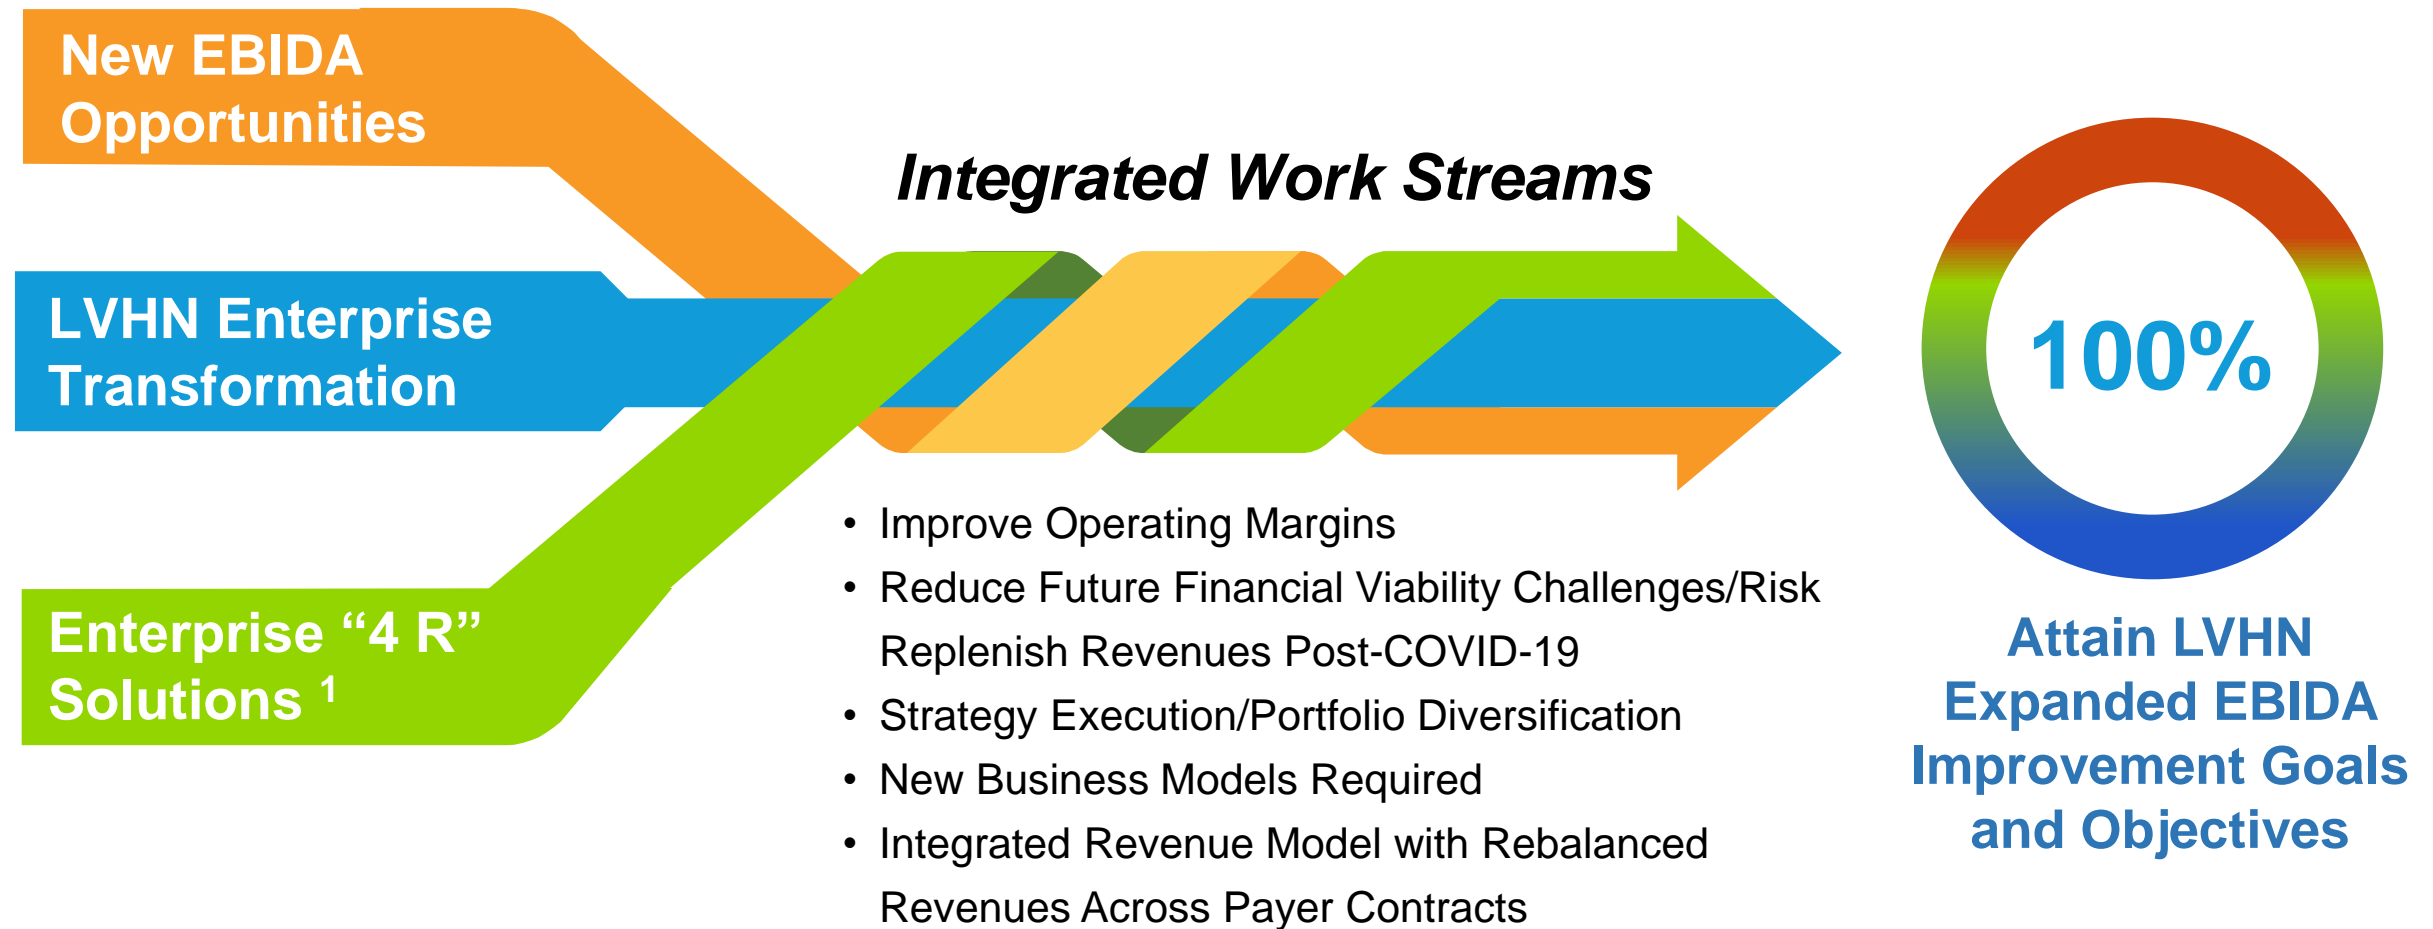 New EBIDA
Opportunities
LVHN Enterprise
Transformation
Enterprise “4 R”
Solutions 1
Integrated Work Streams
• Improve Operating Margins
• Reduce Future Financial Viability Challenges/Risk
Replenish Revenues Post-COVID-19
• Strategy Execution/Portfolio Diversification
• New Business Models Required
• Integrated Revenue Model with Rebalanced
Revenues Across Payer Contracts
100%
Attain LVHN
Expanded EBIDA
Improvement Goals
and Objectives